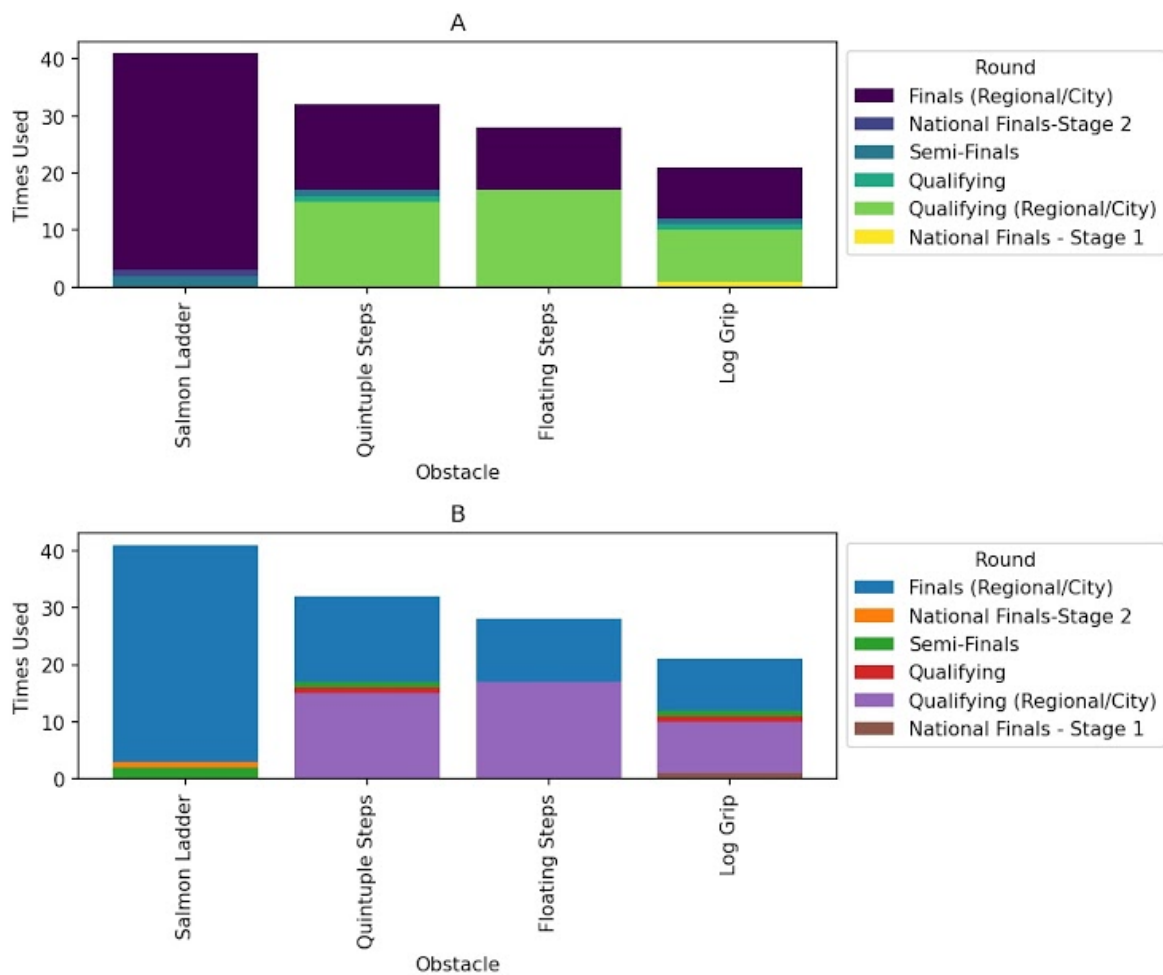 A
Times Used
40
30
20
10
0
Salmon Ladder
Quintuple Steps
Floating Steps
Log Grip
Obstacle
Round
Finals (Regional/City)
National Finals-Stage 2
Semi-Finals
Qualifying
Qualifying (Regional/City)
National Finals - Stage 1
B
Times Used
40
30
20
10
0
Salmon Ladder
Quintuple Steps
Floating Steps
Log Grip
Obstacle
Round
Finals (Regional/City)
National Finals-Stage 2
Semi-Finals
Qualifying
Qualifying (Regional/City)
National Finals - Stage 1